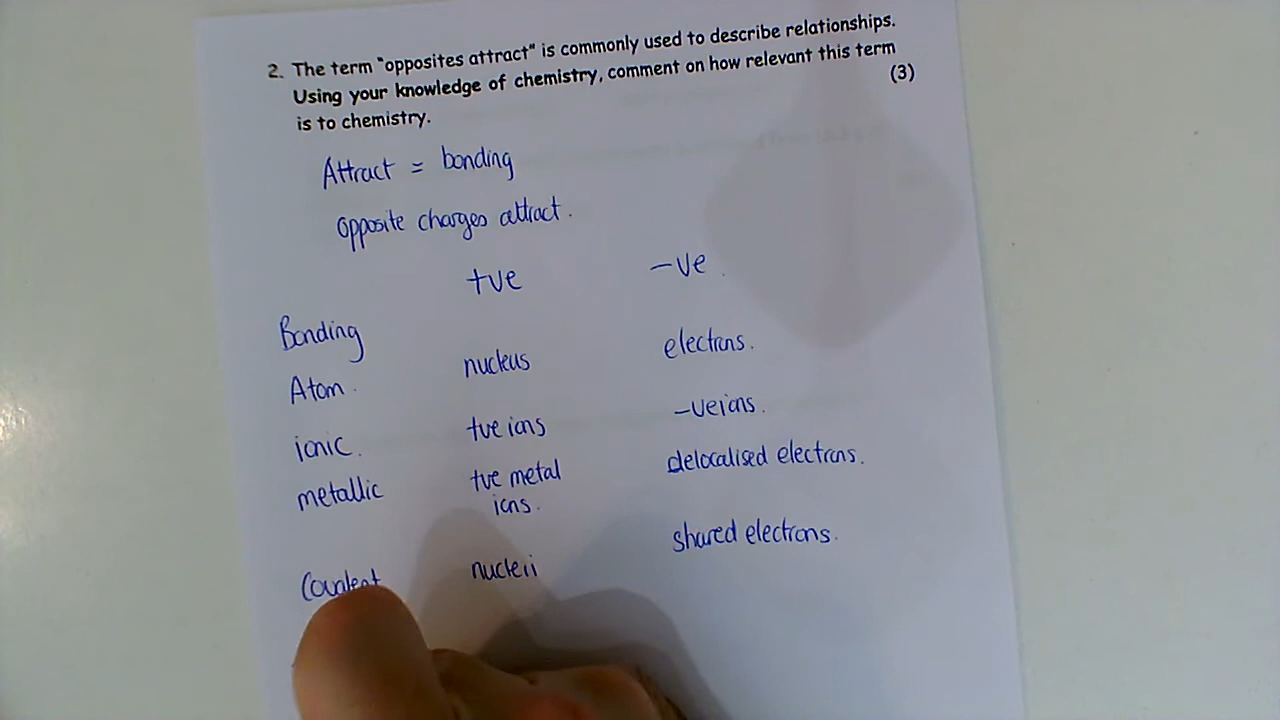 2. The term "opposites attract" is commonly used to describe relationships.
Using your knowledge of chemistry, comment on how relevant this term
is to chemistry. (3)
Attract = bonding
opposite charges attract.
+ve -ve
Bonding
Atom. nucleus electrons.
ionic. +ve ions -ve ions.
metallic +ve metal delocalised electrons.
ions.
Covalent nucleii shared electrons.